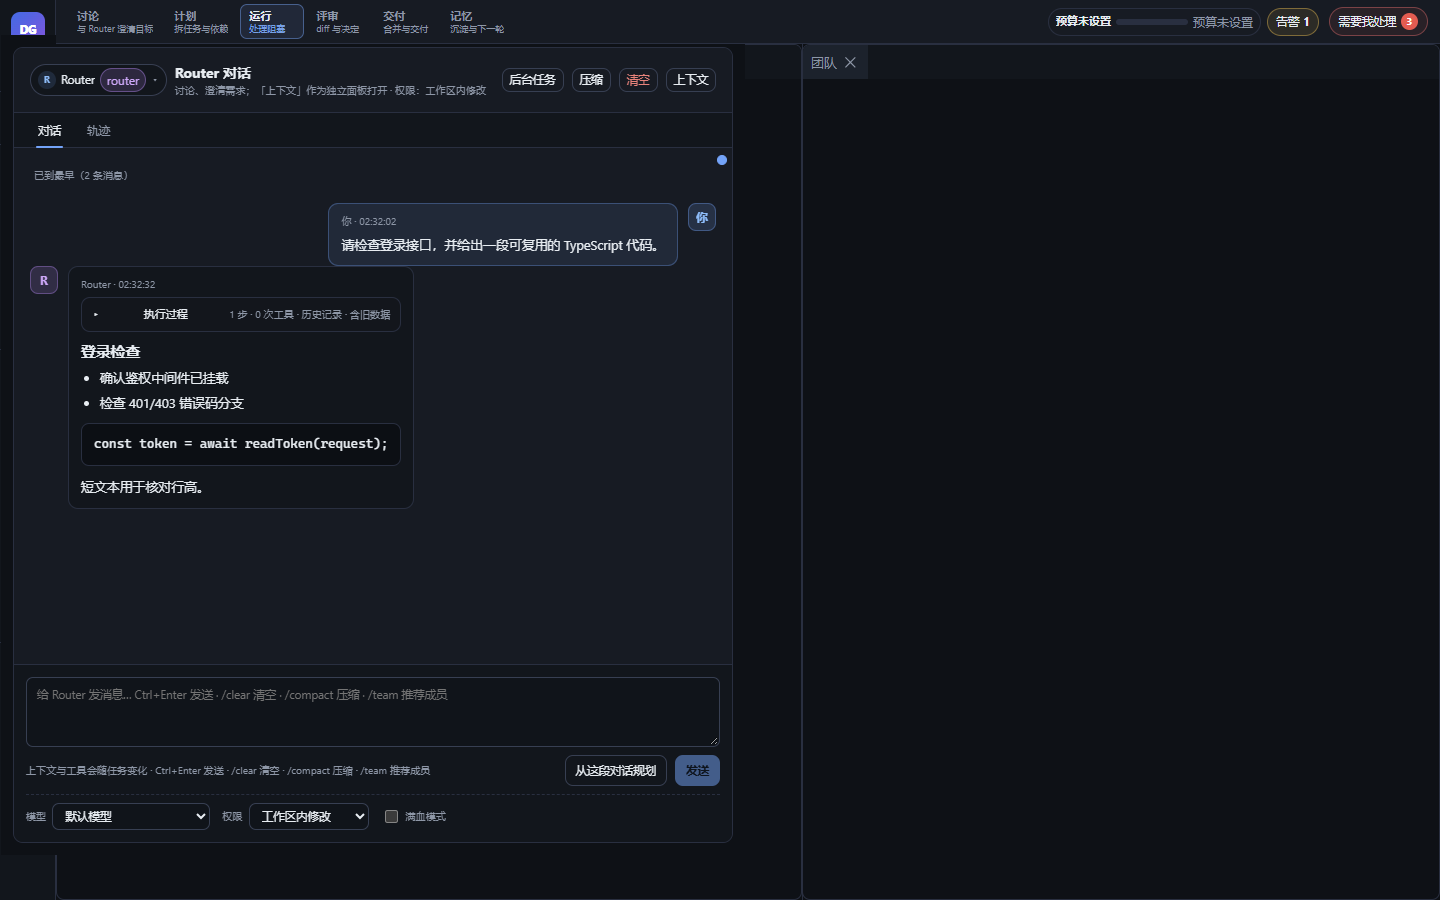 DG
讨论
与 Router 澄清目标
计划
拆任务与依赖
运行
处理阻塞
评审
diff 与决定
交付
合并与交付
记忆
沉淀与下一轮
预算未设置
预算未设置
告警 1
需要我处理 3
R Router router
Router 对话
讨论、澄清需求；「上下文」作为独立面板打开 · 权限：工作区内修改
后台任务
压缩
清空
上下文
团队
对话
轨迹
已到最早（2 条消息）
你 · 02:32:02
请检查登录接口，并给出一段可复用的 TypeScript 代码。
你
R
Router · 02:32:32
执行过程
1 步 · 0 次工具 · 历史记录 · 含旧数据
登录检查
确认鉴权中间件已挂载
检查 401/403 错误码分支
const token = await readToken(request);
短文本用于核对行高。
给 Router 发消息... Ctrl+Enter 发送 · /clear 清空 · /compact 压缩 · /team 推荐成员
上下文与工具会随任务变化 · Ctrl+Enter 发送 · /clear 清空 · /compact 压缩 · /team 推荐成员
从这段对话规划
发送
模型
默认模型
权限
工作区内修改
满血模式